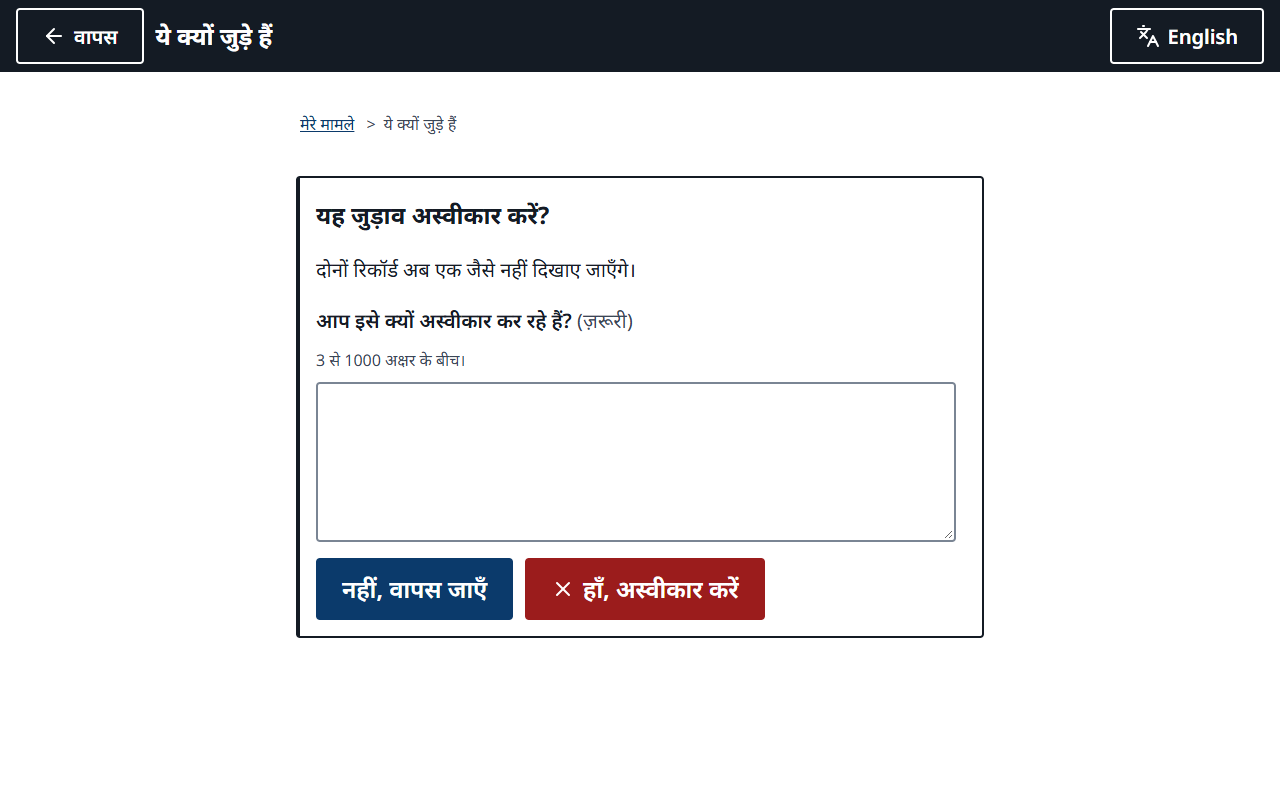 वापस
ये क्यों जुड़े हैं
English
मेरे मामले > ये क्यों जुड़े हैं
यह जुड़ाव अस्वीकार करें?
दोनों रिकॉर्ड अब एक जैसे नहीं दिखाए जाएँगे।
आप इसे क्यों अस्वीकार कर रहे हैं? (ज़रूरी)
3 से 1000 अक्षर के बीच।
नहीं, वापस जाएँ
हाँ, अस्वीकार करें